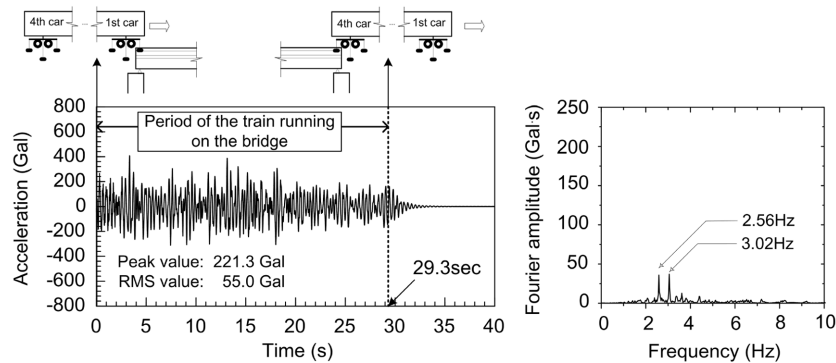 4th car
1st car
4th car
1st car
800
600
400
200
0
-200
-400
-600
-800
Acceleration (Gal)
Period of the train running
on the bridge
Peak value: 221.3 Gal
RMS value: 55.0 Gal
29.3sec
0 5 10 15 20 25 30 35 40
Time (s)
250
200
150
100
50
0
Fourier amplitude (Gal·s)
2.56Hz
3.02Hz
0 2 4 6 8 10
Frequency (Hz)